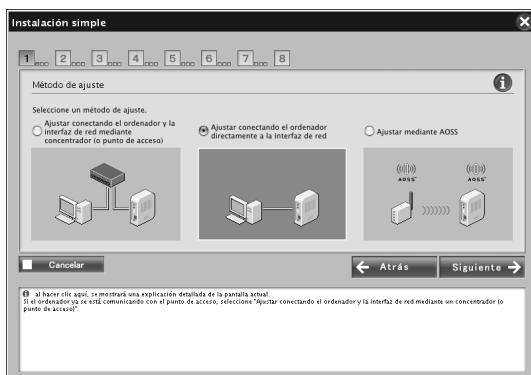 Instalación simple
1 2 3 4 5 6 7 8
Método de ajuste
Seleccione un método de ajuste.
Ajustar conectando el ordenador y la
interfaz de red mediante
concentrador (o punto de acceso)
Ajustar conectando el ordenador
directamente a la interfaz de red
Ajustar mediante AOSS
AOSS
AOSS
Cancelar
Atrás
Siguiente
al hacer clic aquí, se mostrará una explicación detallada de la pantalla actual.
Si el ordenador ya se está comunicando con el punto de acceso, seleccione "Ajustar conectando el ordenador y la interfaz de red mediante un concentrador (o
punto de acceso)".